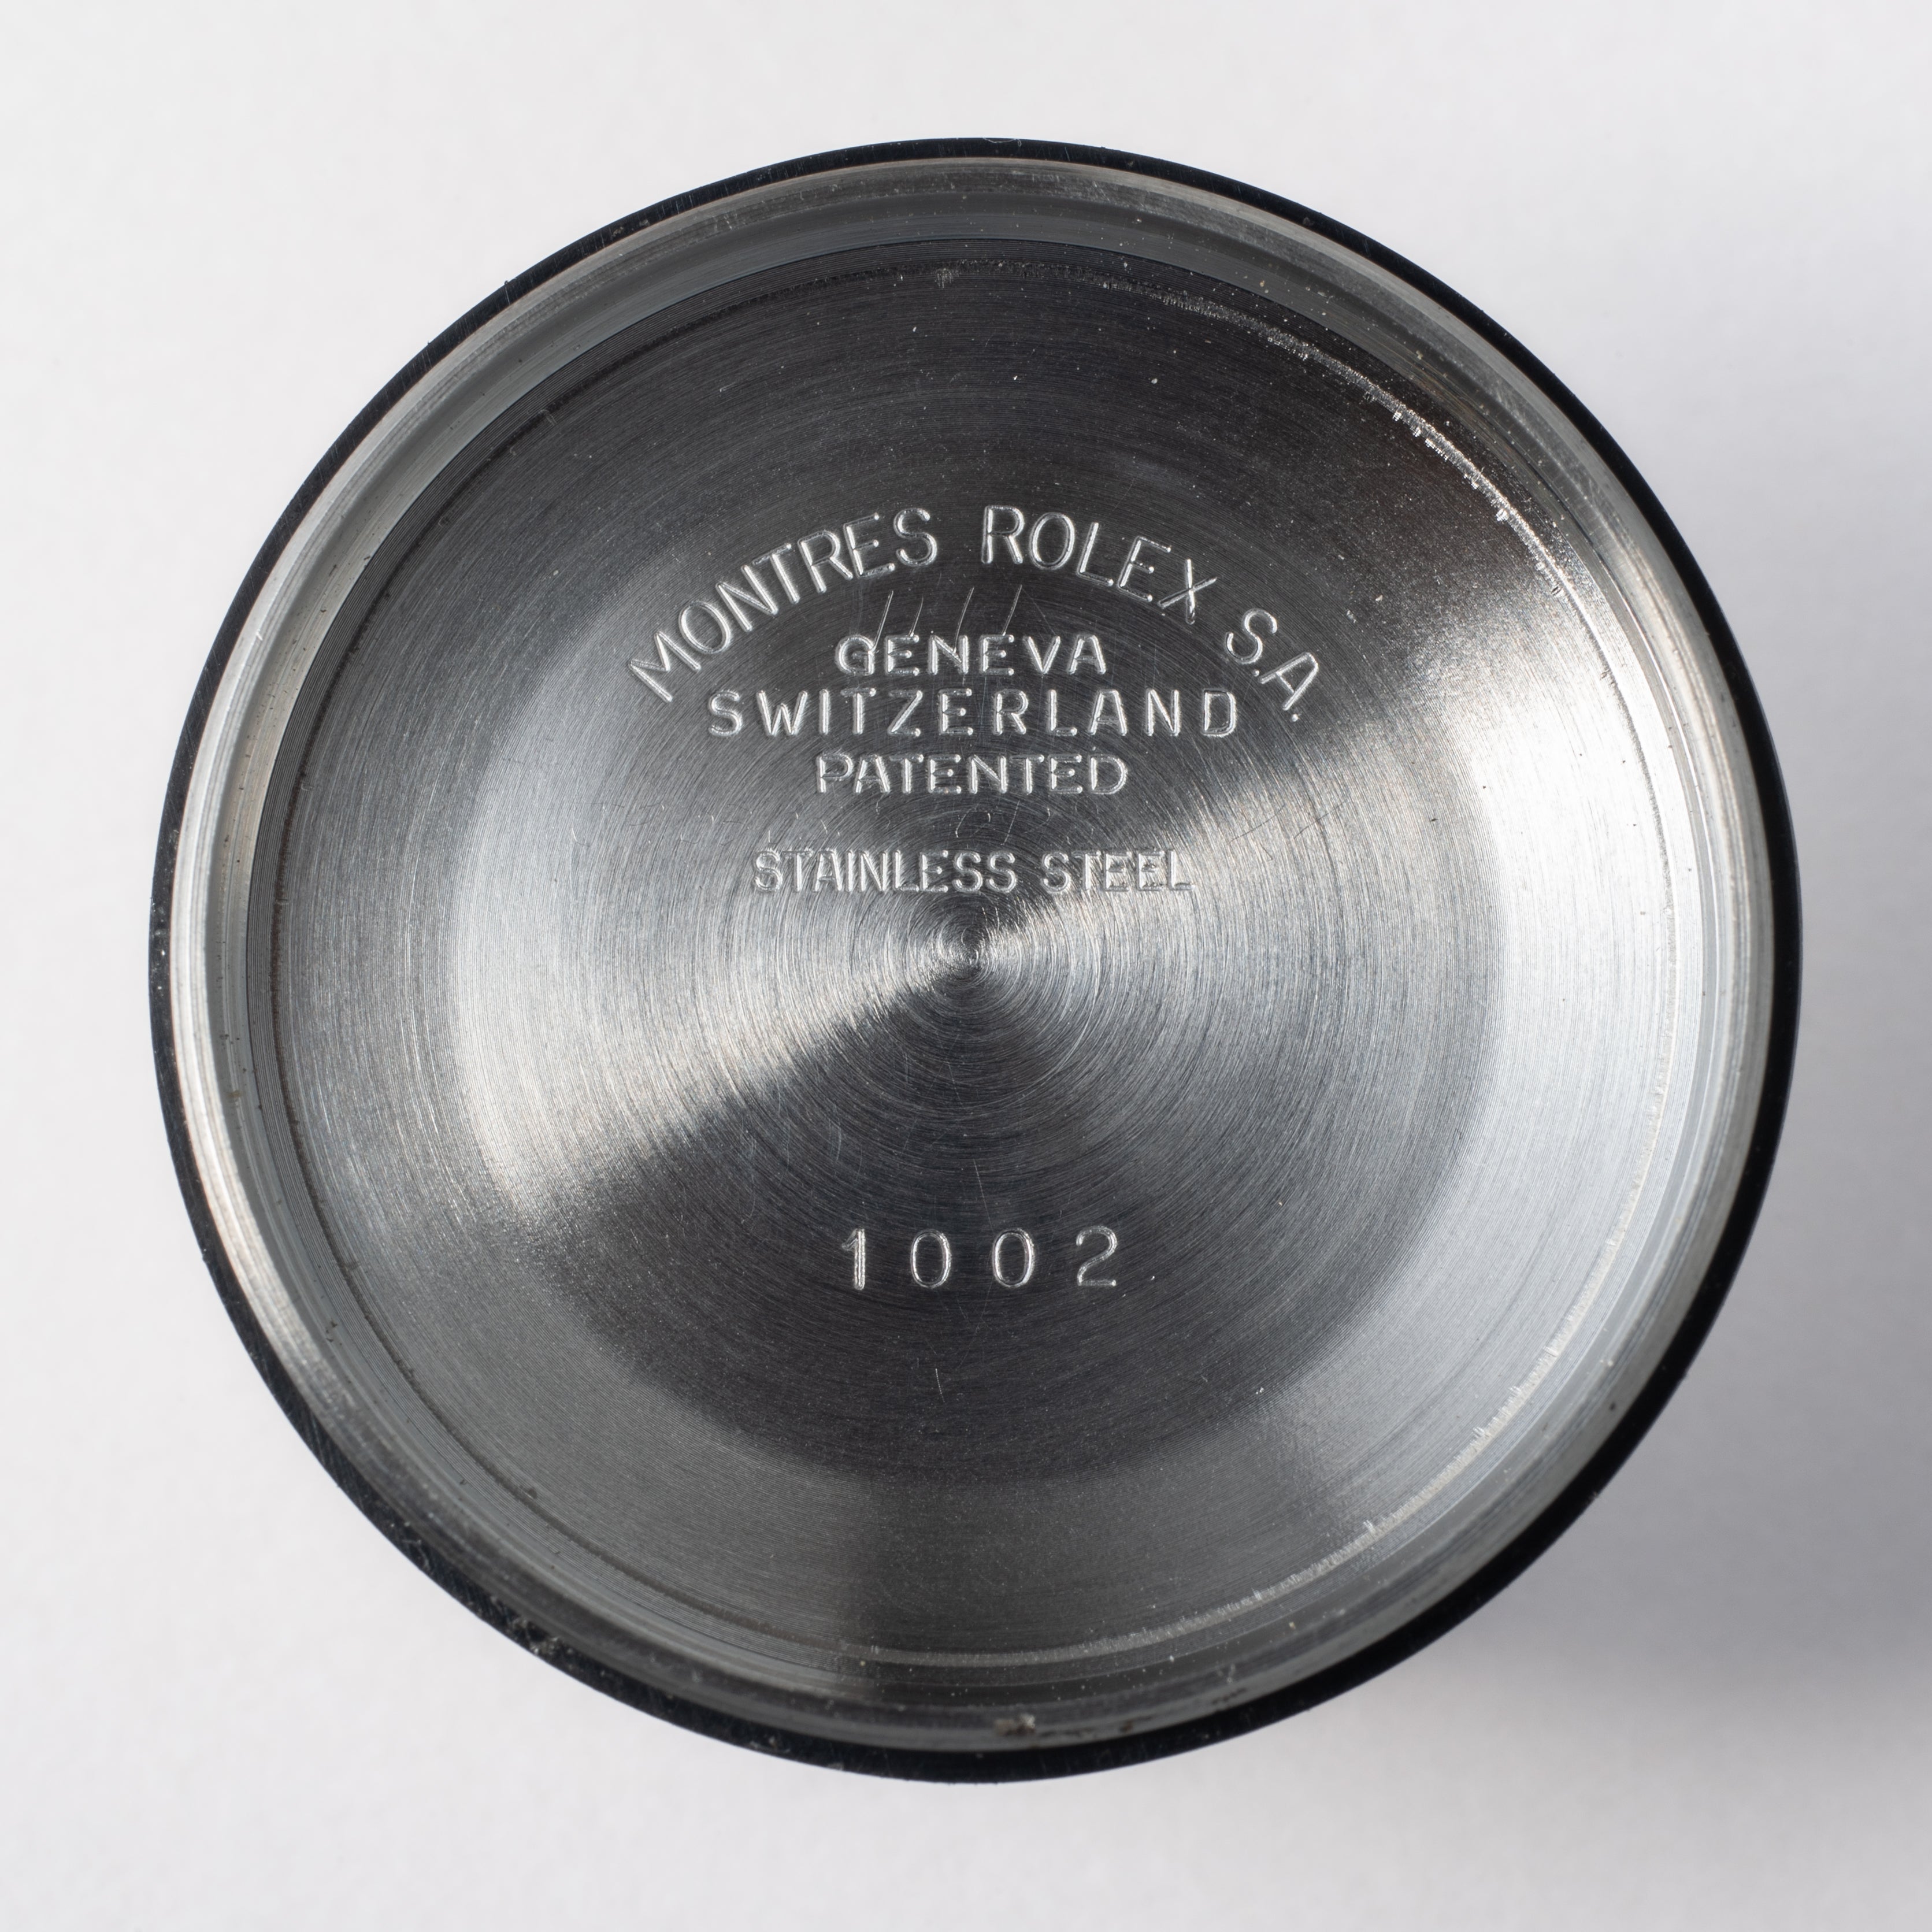 MONTRES ROLEX S.A.
GENEVA
SWITZERLAND
PATENTED
STAINLESS STEEL
1002